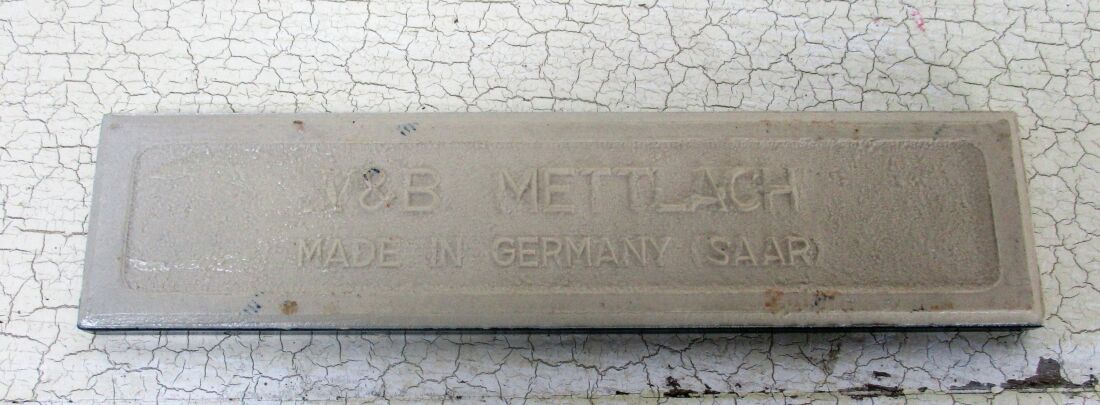 V&B METTLACH
MADE IN GERMANY (SAAR)